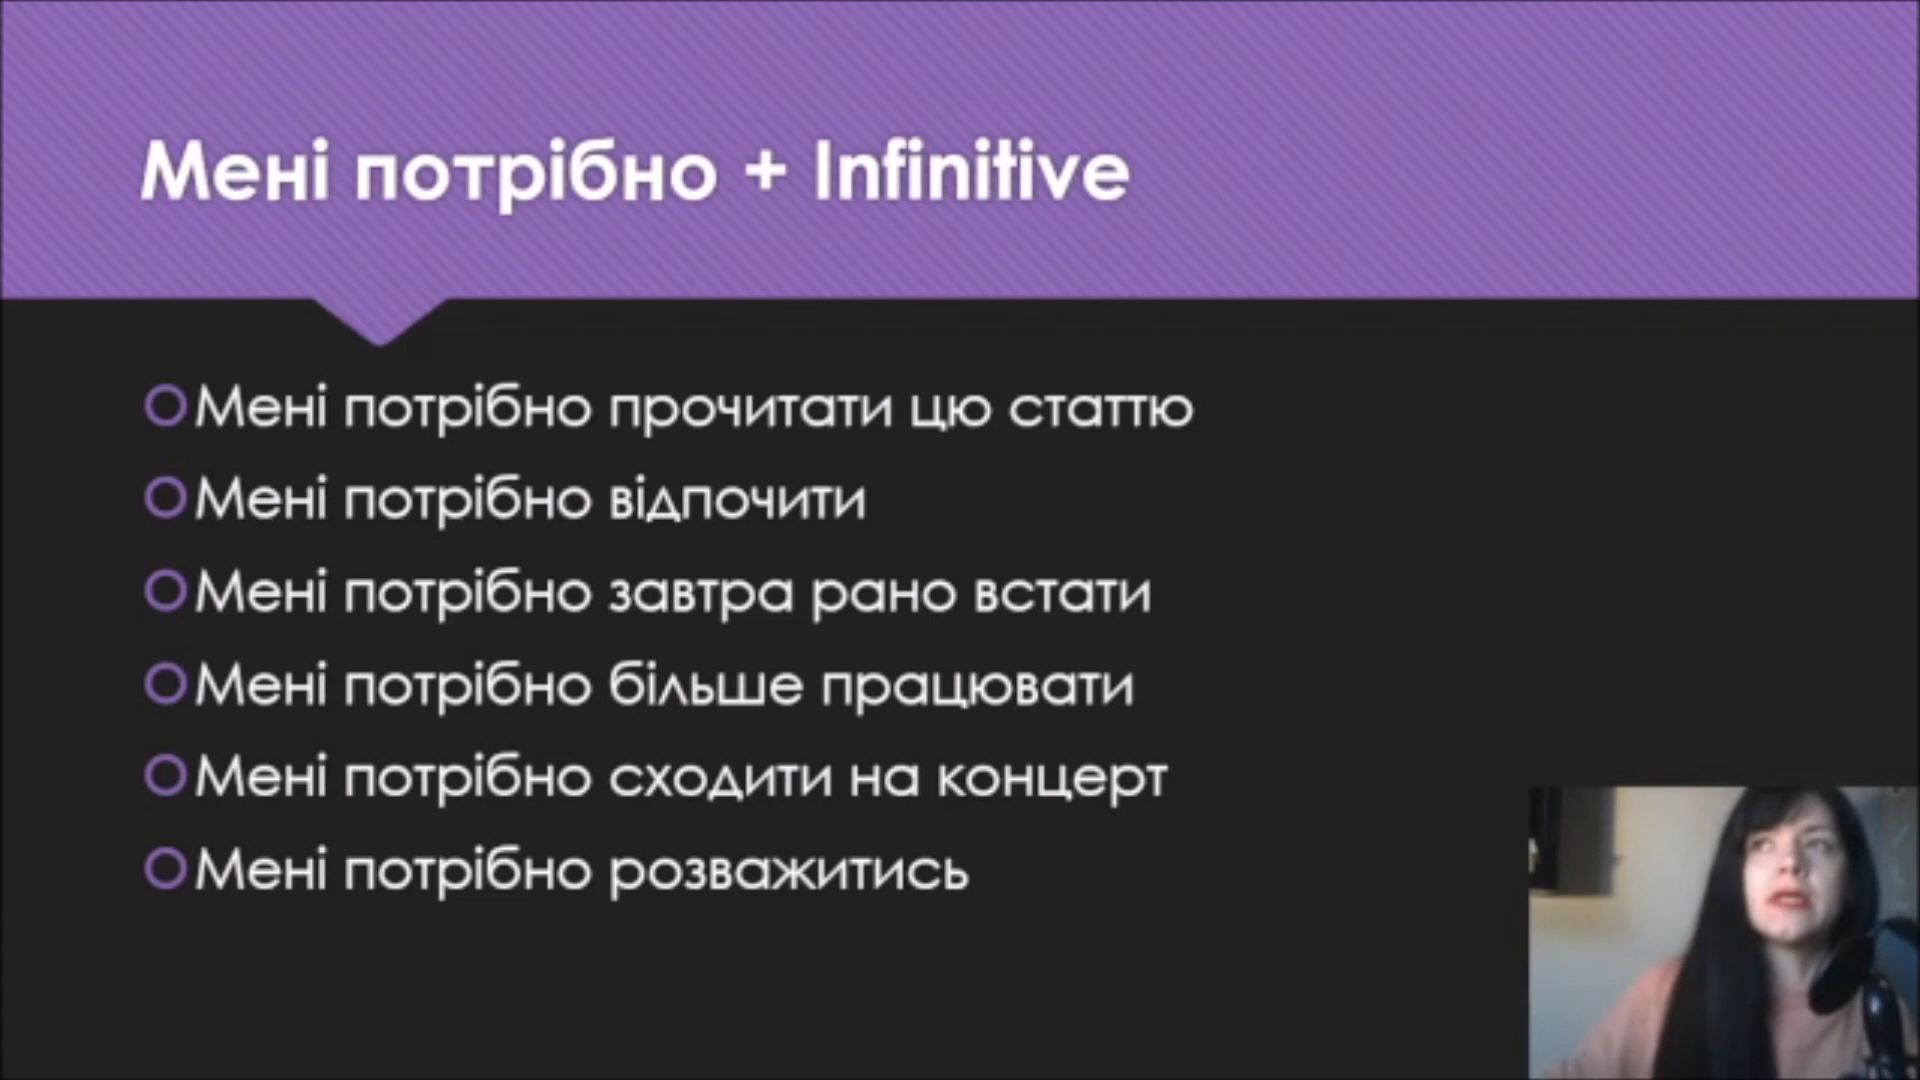 Мені потрібно + Infinitive
Мені потрібно прочитати цю статтю
Мені потрібно відпочити
Мені потрібно завтра рано встати
Мені потрібно більше працювати
Мені потрібно сходити на концерт
Мені потрібно розважитись